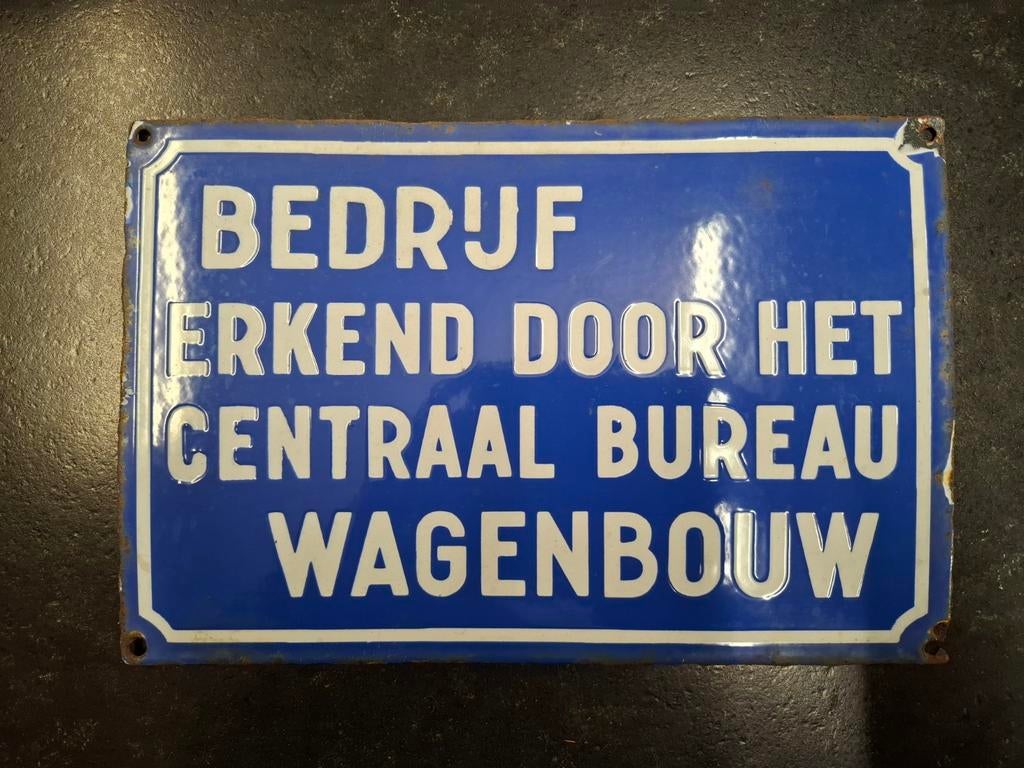 BEDRIJF
ERKEND DOOR HET
CENTRAAL BUREAU
WAGENBOUW